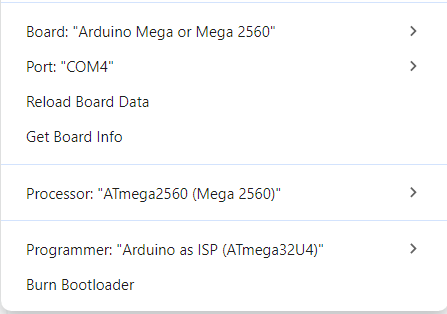 Board: "Arduino Mega or Mega 2560"
Port: "COM4"
Reload Board Data
Get Board Info
Processor: "ATmega2560 (Mega 2560)"
Programmer: "Arduino as ISP (ATmega32U4)"
Burn Bootloader